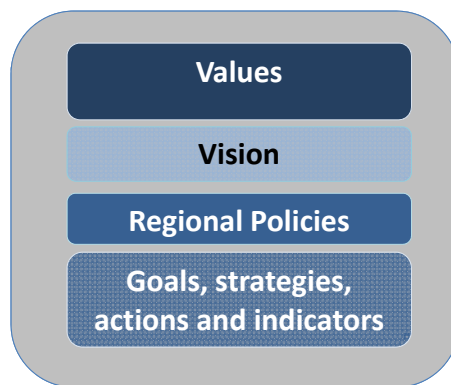 Values
Vision
Regional Policies
Goals, strategies,
actions and indicators